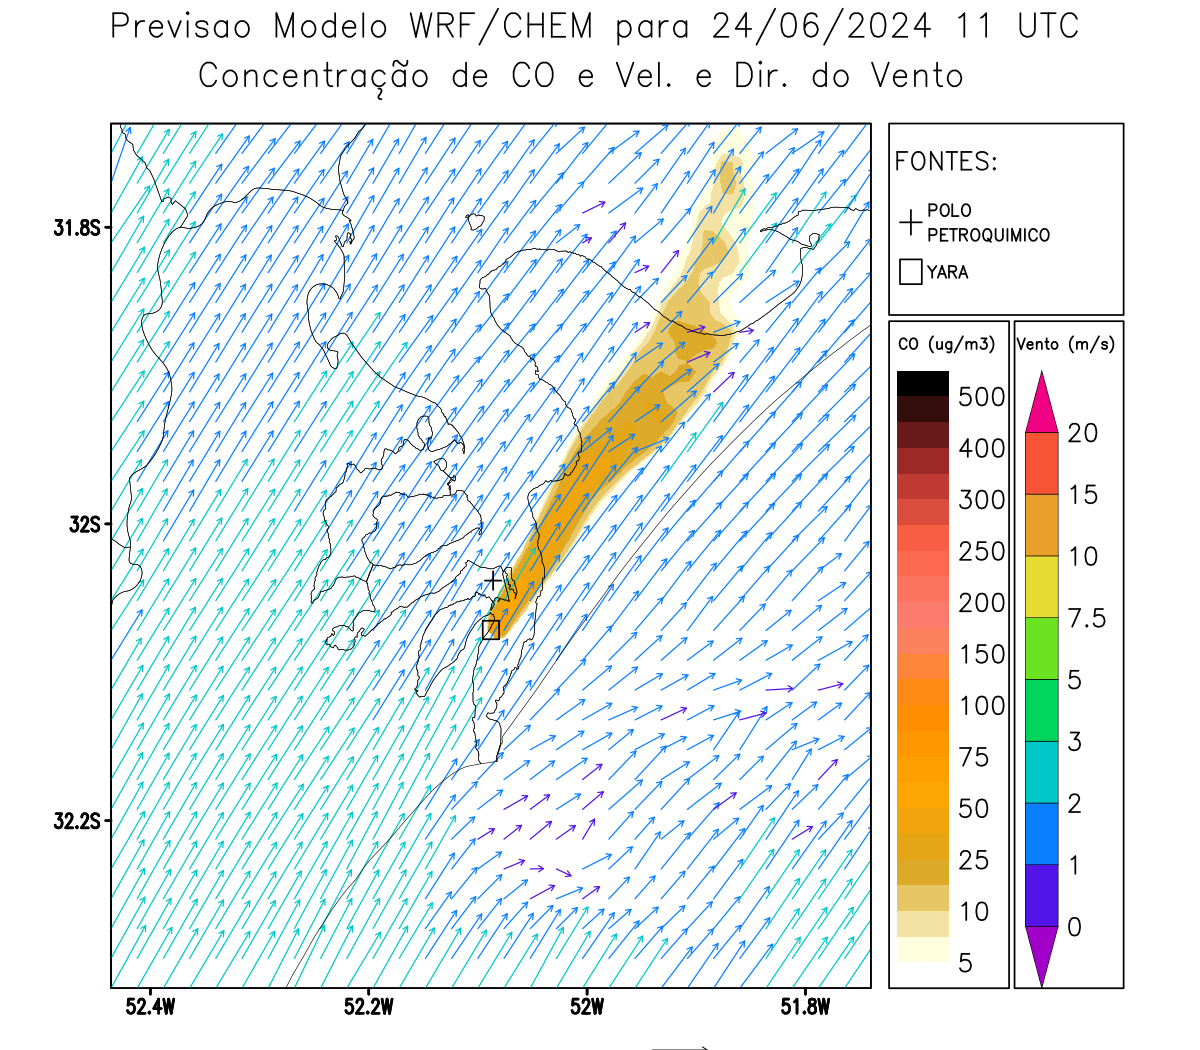 Previsao Modelo WRF/CHEM para 24/06/2024 11 UTC
Concentração de CO e Vel. e Dir. do Vento
FONTES:
POLO
PETROQUIMICO
YARA
CO (ug/m3)
500
400
300
250
200
150
100
75
50
25
10
5
Vento (m/s)
20
15
10
7.5
5
3
2
1
0
31.8S
32S
32.2S
52.4W
52.2W
52W
51.8W